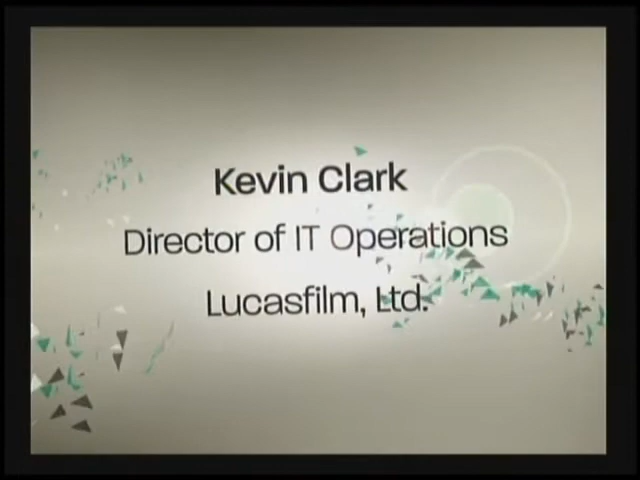 Kevin Clark
Director of IT Operations
Lucasfilm, Ltd.